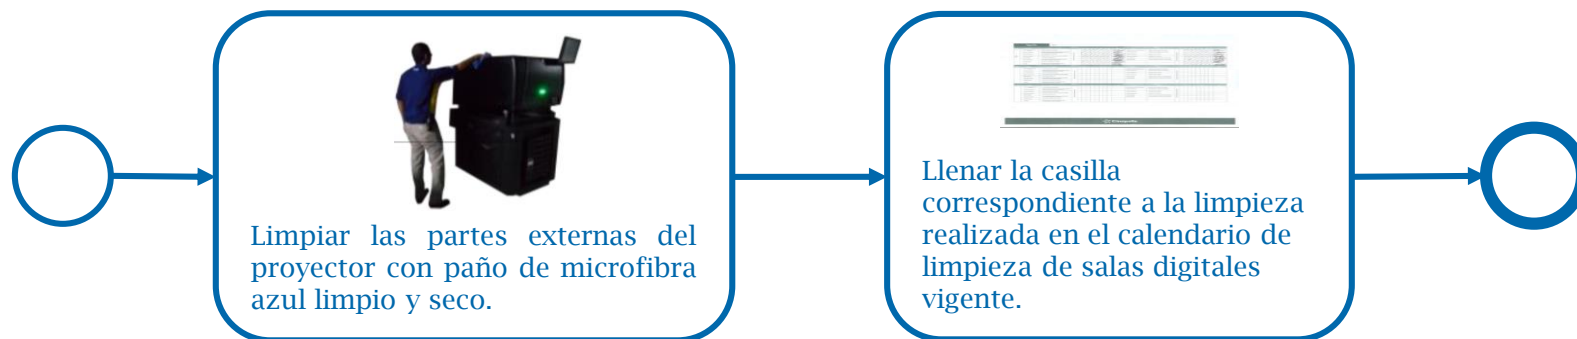 Limpiar las partes externas del
proyector con paño de microfibra
azul limpio y seco.
Llenar la casilla
correspondiente a la limpieza
realizada en el calendario de
limpieza de salas digitales
vigente.